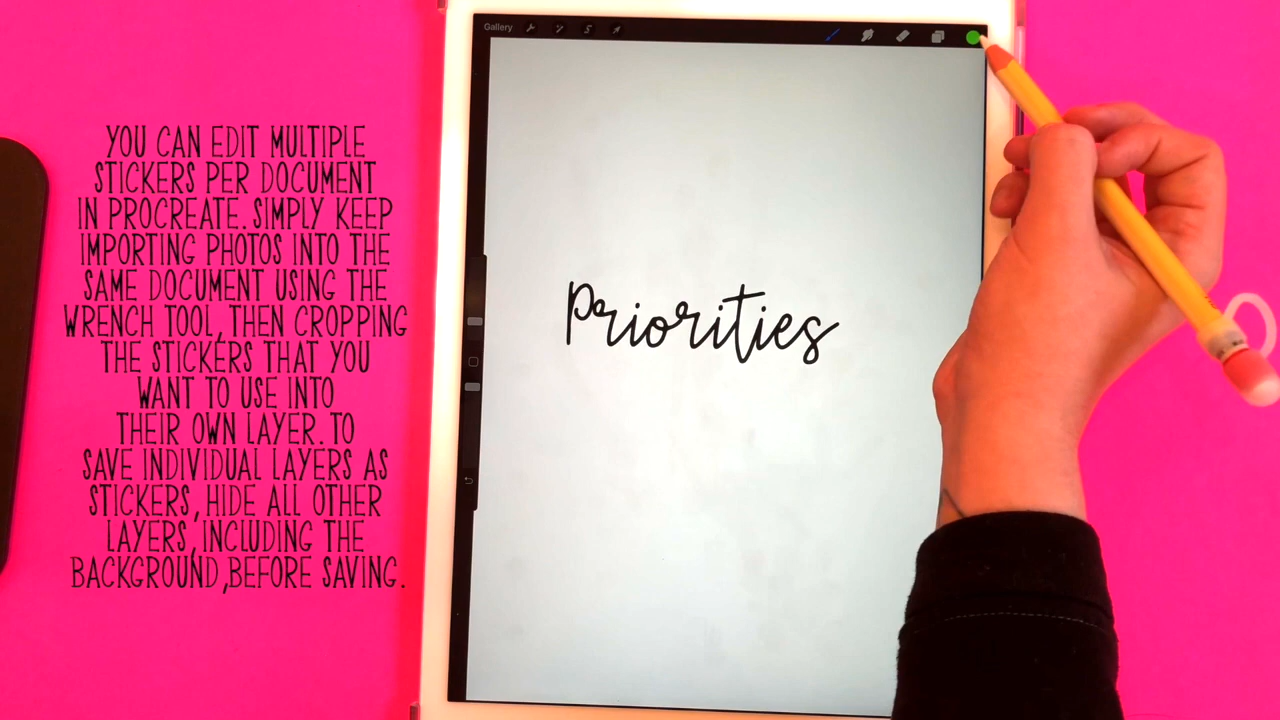 YOU CAN EDIT MULTIPLE
STICKERS PER DOCUMENT
IN PROCREATE. SIMPLY KEEP
IMPORTING PHOTOS INTO THE
SAME DOCUMENT USING THE
WRENCH TOOL, THEN CROPPING
THE STICKERS THAT YOU
WANT TO USE INTO
THEIR OWN LAYER. TO
SAVE INDIVIDUAL LAYERS AS
STICKERS, HIDE ALL OTHER
LAYERS, INCLUDING THE
BACKGROUND, BEFORE SAVING.
Gallery
Priorities